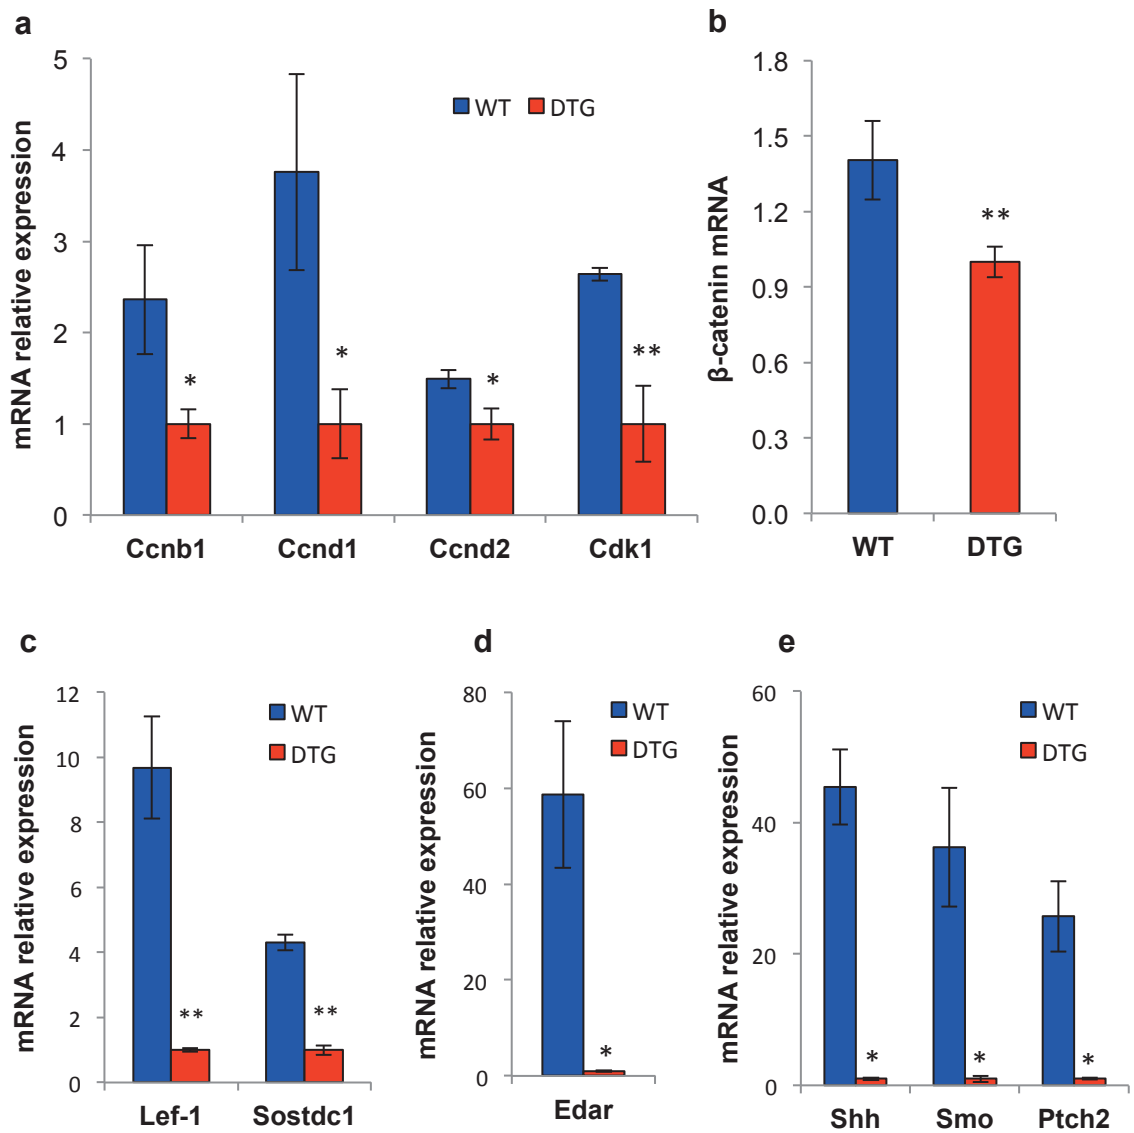 a
mRNA relative expression
5
4
3
2
1
0
WT DTG
* * * **
Ccnb1 Ccnd1 Ccnd2 Cdk1
b
β-catenin mRNA
1.8
1.5
1.2
0.9
0.6
0.3
0.0
**
WT DTG
c
mRNA relative expression
12
10
8
6
4
2
0
WT
DTG
** **
Lef-1 Sostdc1
d
mRNA relative expression
80
60
40
20
0
WT
DTG
*
Edar
e
mRNA relative expression
60
40
20
0
WT
DTG
* * *
Shh Smo Ptch2